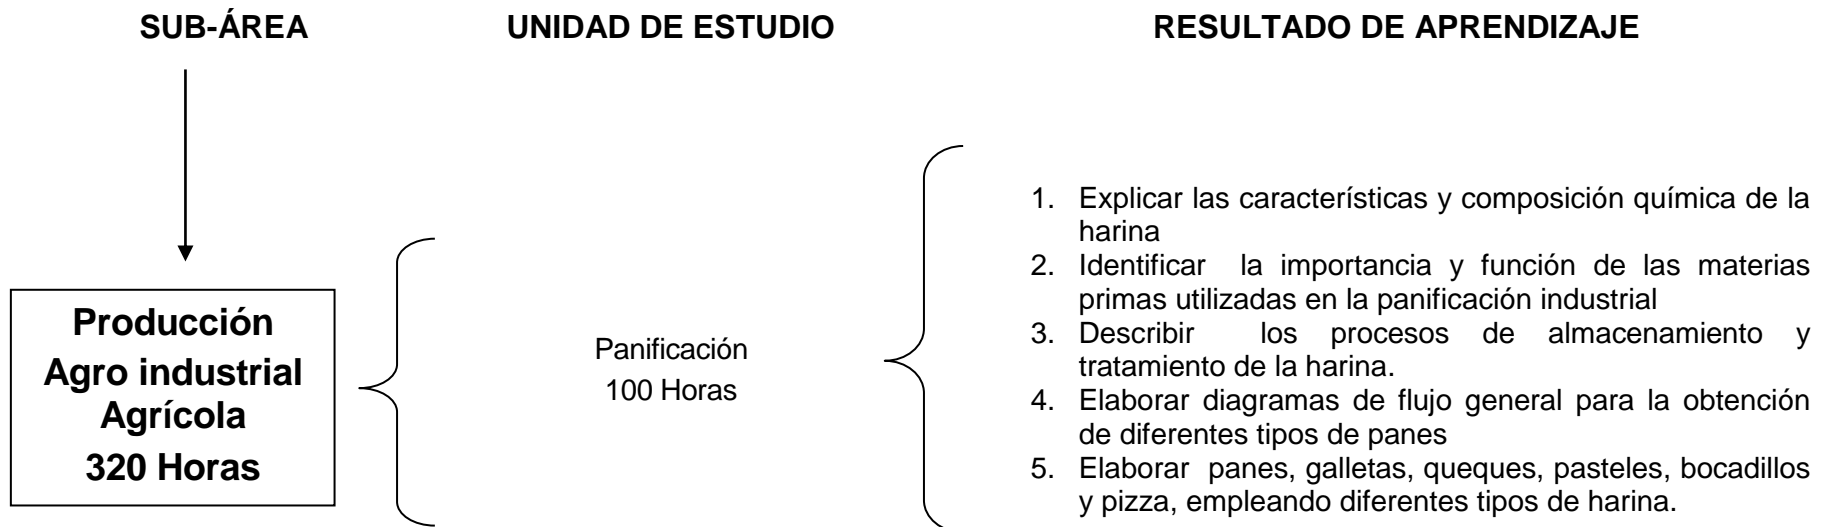 SUB-ÁREA UNIDAD DE ESTUDIO RESULTADO DE APRENDIZAJE
Producción
Agro industrial
Agrícola
320 Horas
Panificación
100 Horas
1. Explicar las características y composición química de la
harina
2. Identificar la importancia y función de las materias
primas utilizadas en la panificación industrial
3. Describir los procesos de almacenamiento y
tratamiento de la harina.
4. Elaborar diagramas de flujo general para la obtención
de diferentes tipos de panes
5. Elaborar panes, galletas, queques, pasteles, bocadillos
y pizza, empleando diferentes tipos de harina.